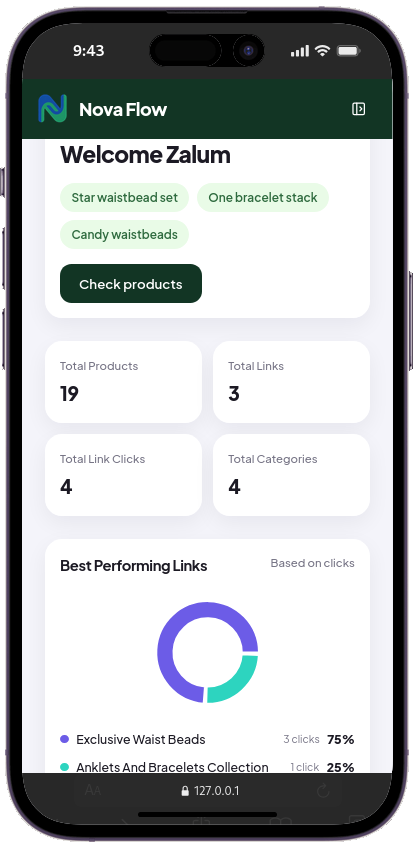 9:43
Nova Flow
Welcome Zalum
Star waistbead set One bracelet stack
Candy waistbeads
Check products
Total Products Total Links
19 3
Total Link Clicks Total Categories
4 4
Best Performing Links Based on clicks
Exclusive Waist Beads 3 clicks 75%
Anklets And Bracelets Collection 1 click 25%
AA 127.0.0.1